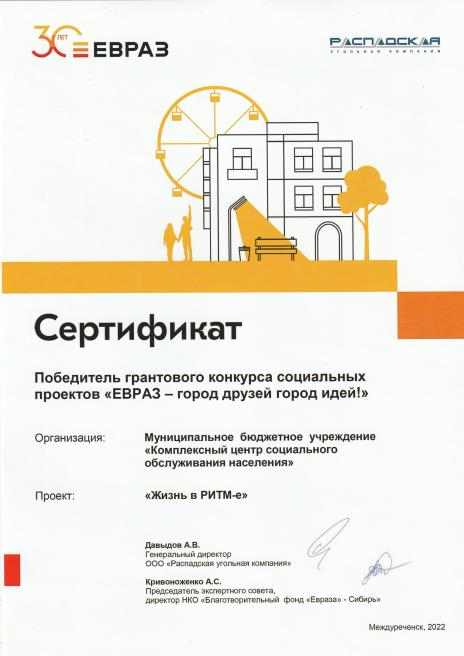 30 ЛЕТ
ЕВРАЗ
РАСПАДСКАЯ
УГОЛЬНАЯ КОМПАНИЯ
Сертификат
Победитель грантового конкурса социальных
проектов «ЕВРАЗ – город друзей город идей!»
Организация: Муниципальное бюджетное учреждение
«Комплексный центр социального
обслуживания населения»
Проект: «Жизнь в РИТМ-е»
Давыдов А.В.
Генеральный директор
ООО «Распадская угольная компания»
Кривоноженко А.С.
Председатель экспертного совета,
директор НКО «Благотворительный фонд «Евраза» - Сибирь»
Междуреченск, 2022